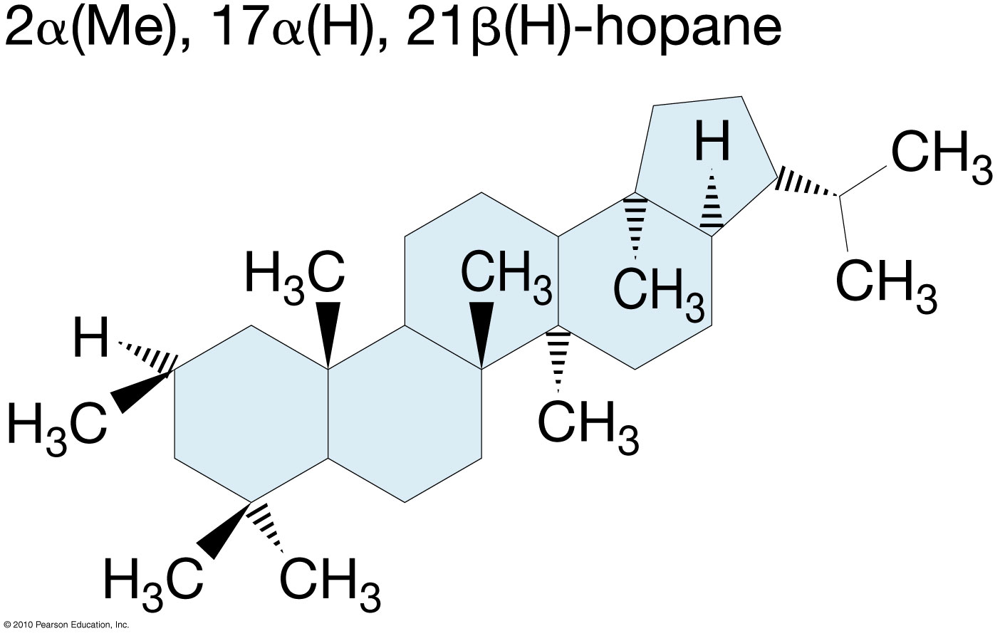 2α(Me), 17α(H), 21β(H)-hopane
H
CH3
H3C
CH3
CH3
CH3
H
H3C
CH3
H3C
CH3
© 2010 Pearson Education, Inc.